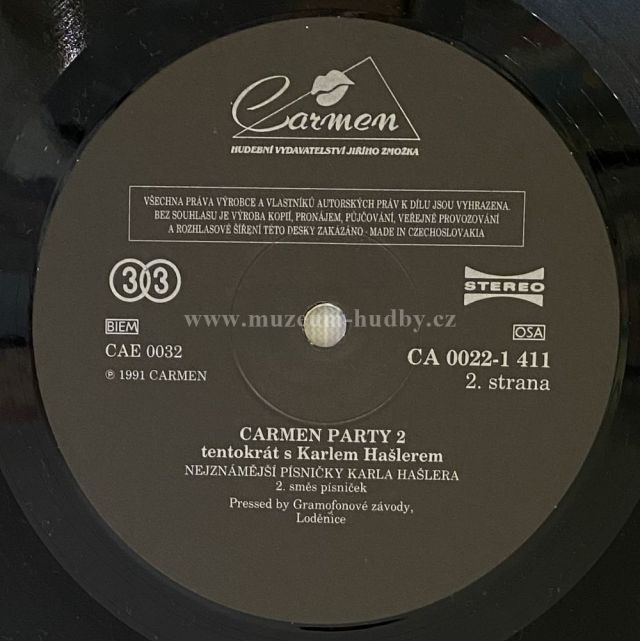 Carmen
HUDEBNÍ VYDAVATELSTVÍ JIŘÍHO ZMOŽKA
VŠECHNA PRÁVA VÝROBCE A VLASTNÍKŮ AUTORSKÝCH PRÁV K DÍLU JSOU VYHRAZENA.
BEZ SOUHLASU JE VÝROBA KOPIÍ, PRONÁJEM, PŮJČOVÁNÍ, VEŘEJNÉ PROVOZOVÁNÍ
A ROZHLASOVÉ ŠÍŘENÍ TÉTO DESKY ZAKÁZÁNO · MADE IN CZECHOSLOVAKIA
33
STEREO
www.muzeum-hudby.cz
BIEM
OSA
CAE 0032
CA 0022-1 411
℗ 1991 CARMEN
2. strana
CARMEN PARTY 2
tentokrát s Karlem Hašlerem
NEJZNÁMĚJŠÍ PÍSNIČKY KARLA HAŠLERA
2. směs písniček
Pressed by Gramofonové závody,
Loděnice